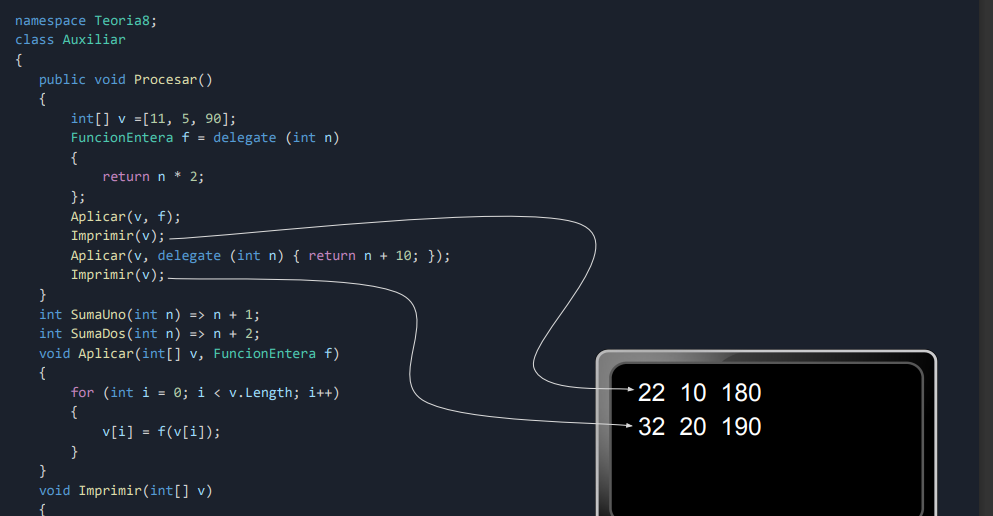 namespace Teoria8;
class Auxiliar
{
public void Procesar()
{
int[] v =[11, 5, 90];
FuncionEntera f = delegate (int n)
{
return n * 2;
};
Aplicar(v, f);
Imprimir(v);
Aplicar(v, delegate (int n) { return n + 10; });
Imprimir(v);
}
int SumaUno(int n) => n + 1;
int SumaDos(int n) => n + 2;
void Aplicar(int[] v, FuncionEntera f)
{
for (int i = 0; i < v.Length; i++)
{
v[i] = f(v[i]);
}
}
void Imprimir(int[] v)
{
22 10 180
32 20 190